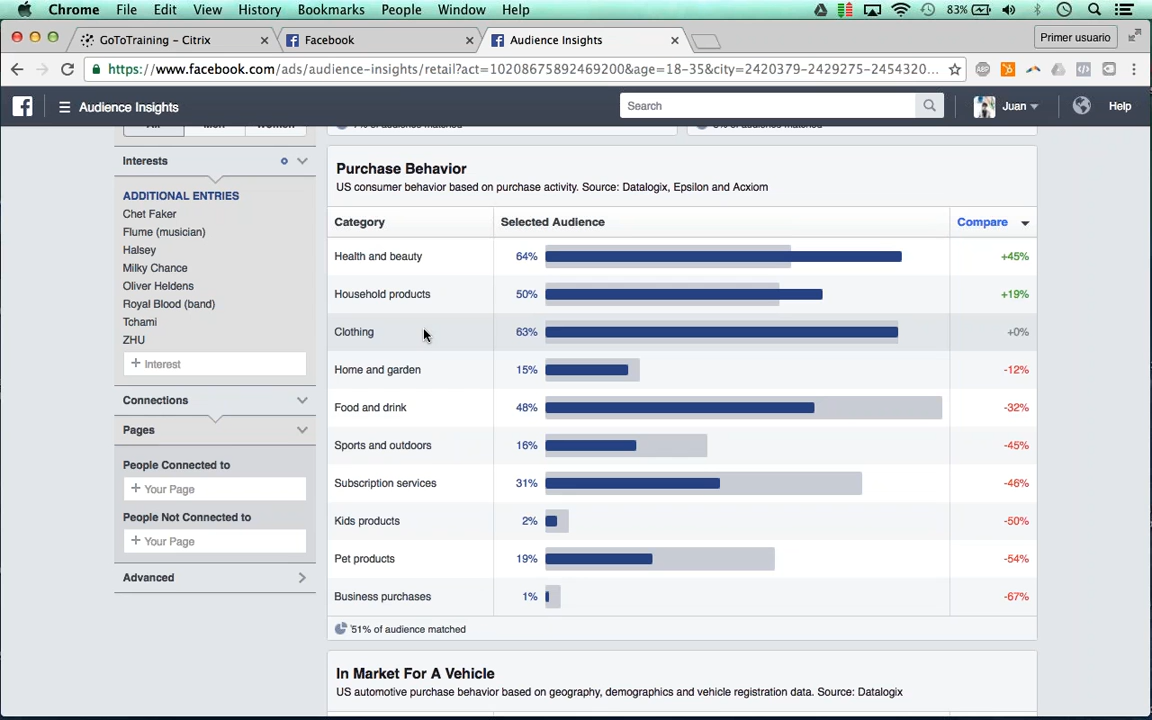 Chrome File Edit View History Bookmarks People Window Help 83%
GoToTraining - Citrix Facebook Audience Insights Primer usuario
https://www.facebook.com/ads/audience-insights/retail?act=10208675892469200&age=18-35&city=2420379-2429275-2454320...
Audience Insights Search Juan Help
Interests
ADDITIONAL ENTRIES
Chet Faker
Flume (musician)
Halsey
Milky Chance
Oliver Heldens
Royal Blood (band)
Tchami
ZHU
+ Interest
Connections
Pages
People Connected to
+ Your Page
People Not Connected to
+ Your Page
Advanced
Purchase Behavior
US consumer behavior based on purchase activity. Source: Datalogix, Epsilon and Acxiom
Category Selected Audience Compare
Health and beauty 64% +45%
Household products 50% +19%
Clothing 63% +0%
Home and garden 15% -12%
Food and drink 48% -32%
Sports and outdoors 16% -45%
Subscription services 31% -46%
Kids products 2% -50%
Pet products 19% -54%
Business purchases 1% -67%
51% of audience matched
In Market For A Vehicle
US automotive purchase behavior based on geography, demographics and vehicle registration data. Source: Datalogix